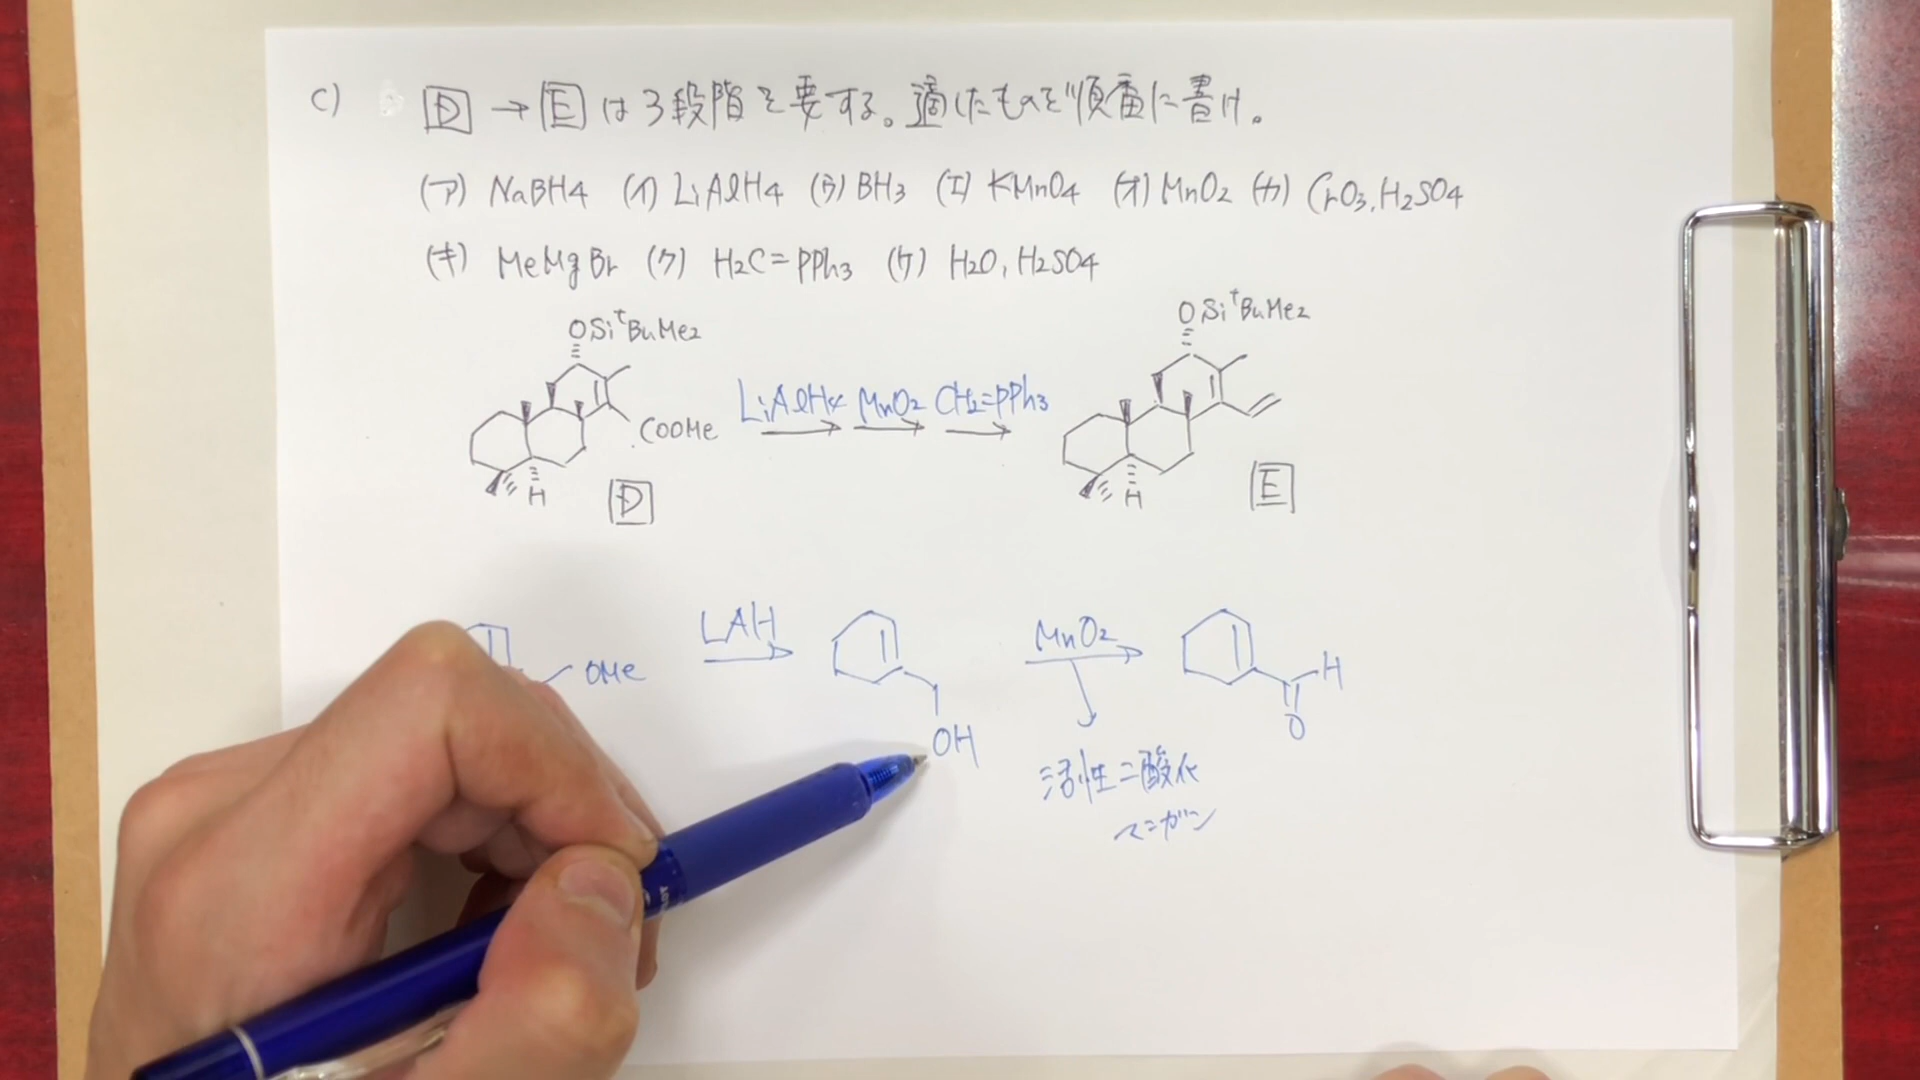 c) D → E は3段階を要する。適したものを順番に書け。
(ア) NaBH4 (イ) LiAlH4 (ウ) BH3 (エ) KMnO4 (オ) MnO2 (カ) CrO3, H2SO4
(キ) MeMgBr (ク) H2C=PPh3 (ケ) H2O, H2SO4
OSitBuMe2
OSitBuMe2
LiAlH4 MnO2 CH2=PPh3
COOMe
H
D
H
E
LAH
MnO2
OMe
H
OH
O
活性二酸化
マンガン